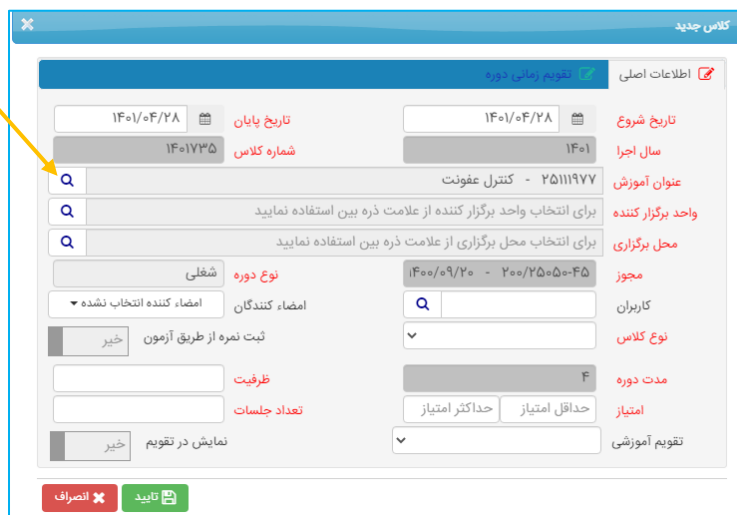 کلاس جدید
اطلاعات اصلی تقویم زمانی دوره
تاریخ شروع ۱۴۰۱/۰۴/۲۸ تاریخ پایان ۱۴۰۱/۰۴/۲۸
سال اجرا ۱۴۰۱ شماره کلاس ۱۴۰۱۷۳۵
عنوان آموزش ۲۵۱۱۱۹۷۷ - کنترل عفونت
واحد برگزار کننده برای انتخاب واحد برگزار کننده از علامت ذره بین استفاده نمایید
محل برگزاری برای انتخاب محل برگزاری از علامت ذره بین استفاده نمایید
مجوز ۲۰۰/۲۵۰۵۰-۴۵ - ۱۴۰۰/۰۹/۲۰ نوع دوره شغلی
کاربران امضاء کنندگان امضاء کننده انتخاب نشده
نوع کلاس ثبت نمره از طریق آزمون خیر
مدت دوره ۴ ظرفیت
امتیاز حداقل امتیاز حداکثر امتیاز تعداد جلسات
تقویم آموزشی نمایش در تقویم خیر
تایید انصراف